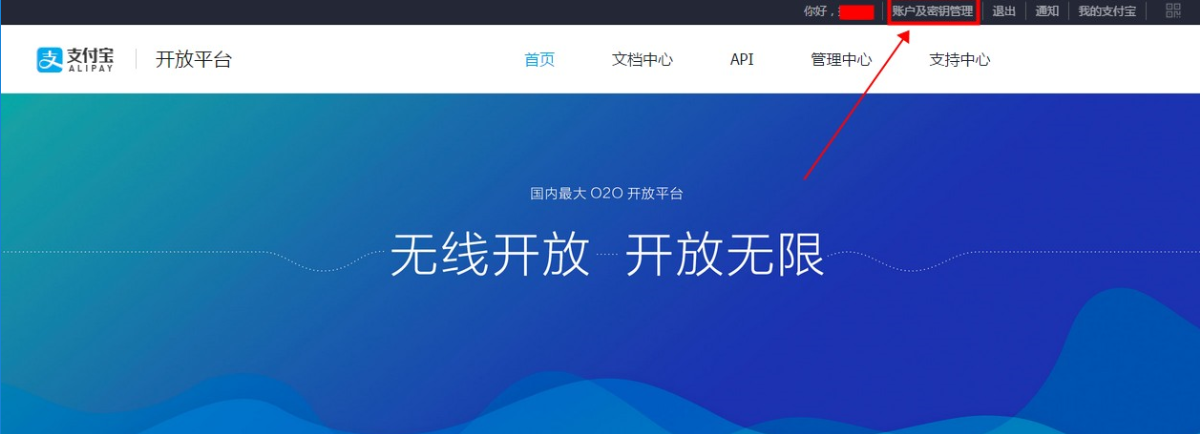 你好, 账户及密钥管理 退出 通知 我的支付宝
支付宝 ALIPAY 开放平台 首页 文档中心 API 管理中心 支持中心
国内最大 O2O 开放平台
无线开放 开放无限